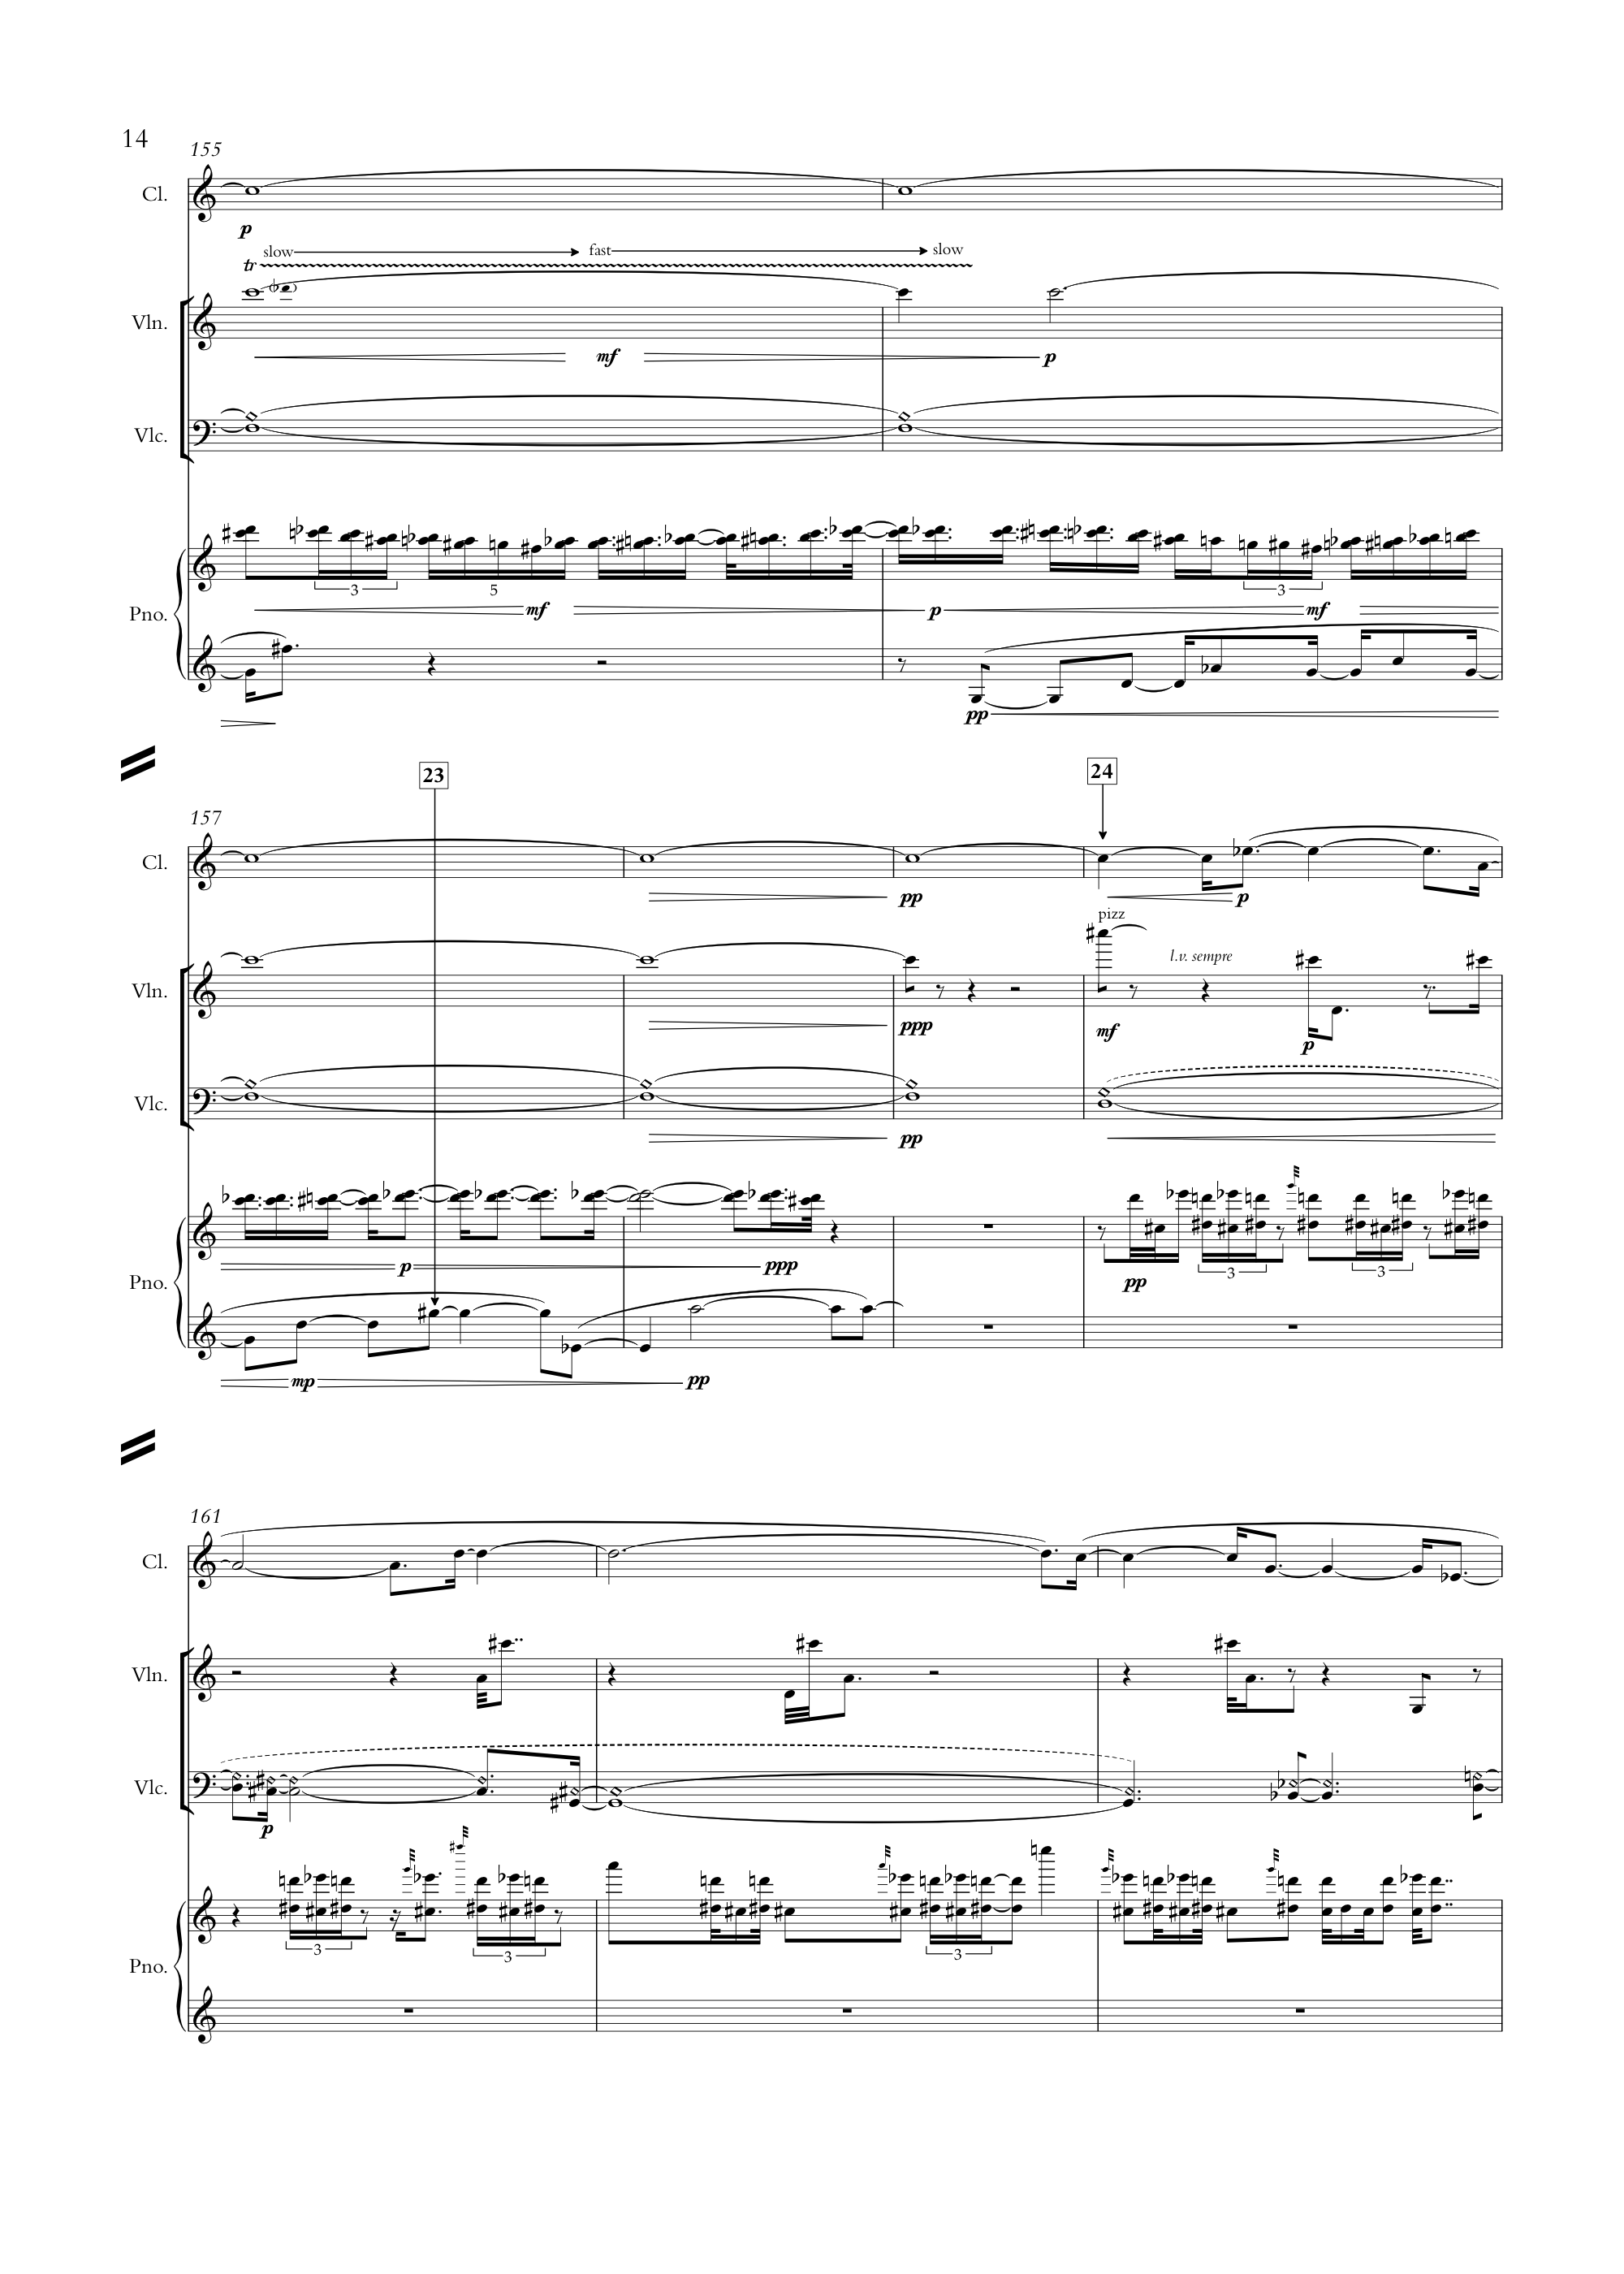 14
155
Cl.
p
slow fast slow
tr
Vln.
mf p
Vlc.
3 5 3
mf p mf
Pno.
pp
23 24
157
Cl.
pp p
pizz
l.v. sempre
Vln.
ppp mf p
Vlc.
pp
p ppp pp 3 3
Pno.
mp pp
161
Cl.
Vln.
Vlc.
p
3 3 3
Pno.